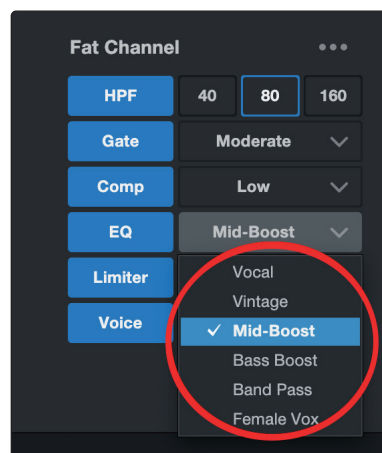 Fat Channel
HPF 40 80 160
Gate Moderate
Comp Low
EQ Mid-Boost
Limiter
Vocal
Vintage
Voice
Mid-Boost
Bass Boost
Band Pass
Female Vox